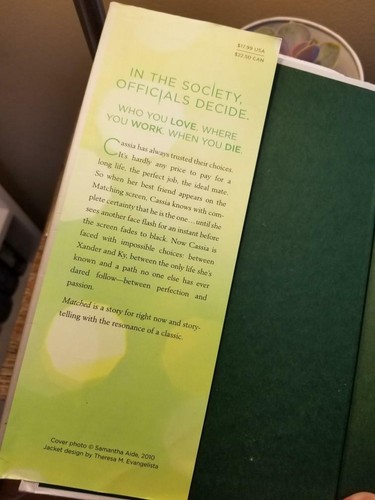 $17.99 USA
$22.50 CAN
IN THE SOCIETY,
OFFICIALS DECIDE.
WHO YOU LOVE. WHERE
YOU WORK. WHEN YOU DIE.
Cassia has always trusted their choices.
It's hardly any price to pay for a
long life, the perfect job, the ideal mate.
So when her best friend appears on the
Matching screen, Cassia knows with com-
plete certainty that he is the one... until she
sees another face flash for an instant before
the screen fades to black. Now Cassia is
faced with impossible choices: between
Xander and Ky, between the only life she's
known and a path no one else has ever
dared follow—between perfection and
passion.
Matched is a story for right now and story-
telling with the resonance of a classic.
Cover photo © Samantha Aide, 2010
Jacket design by Theresa M. Evangelista